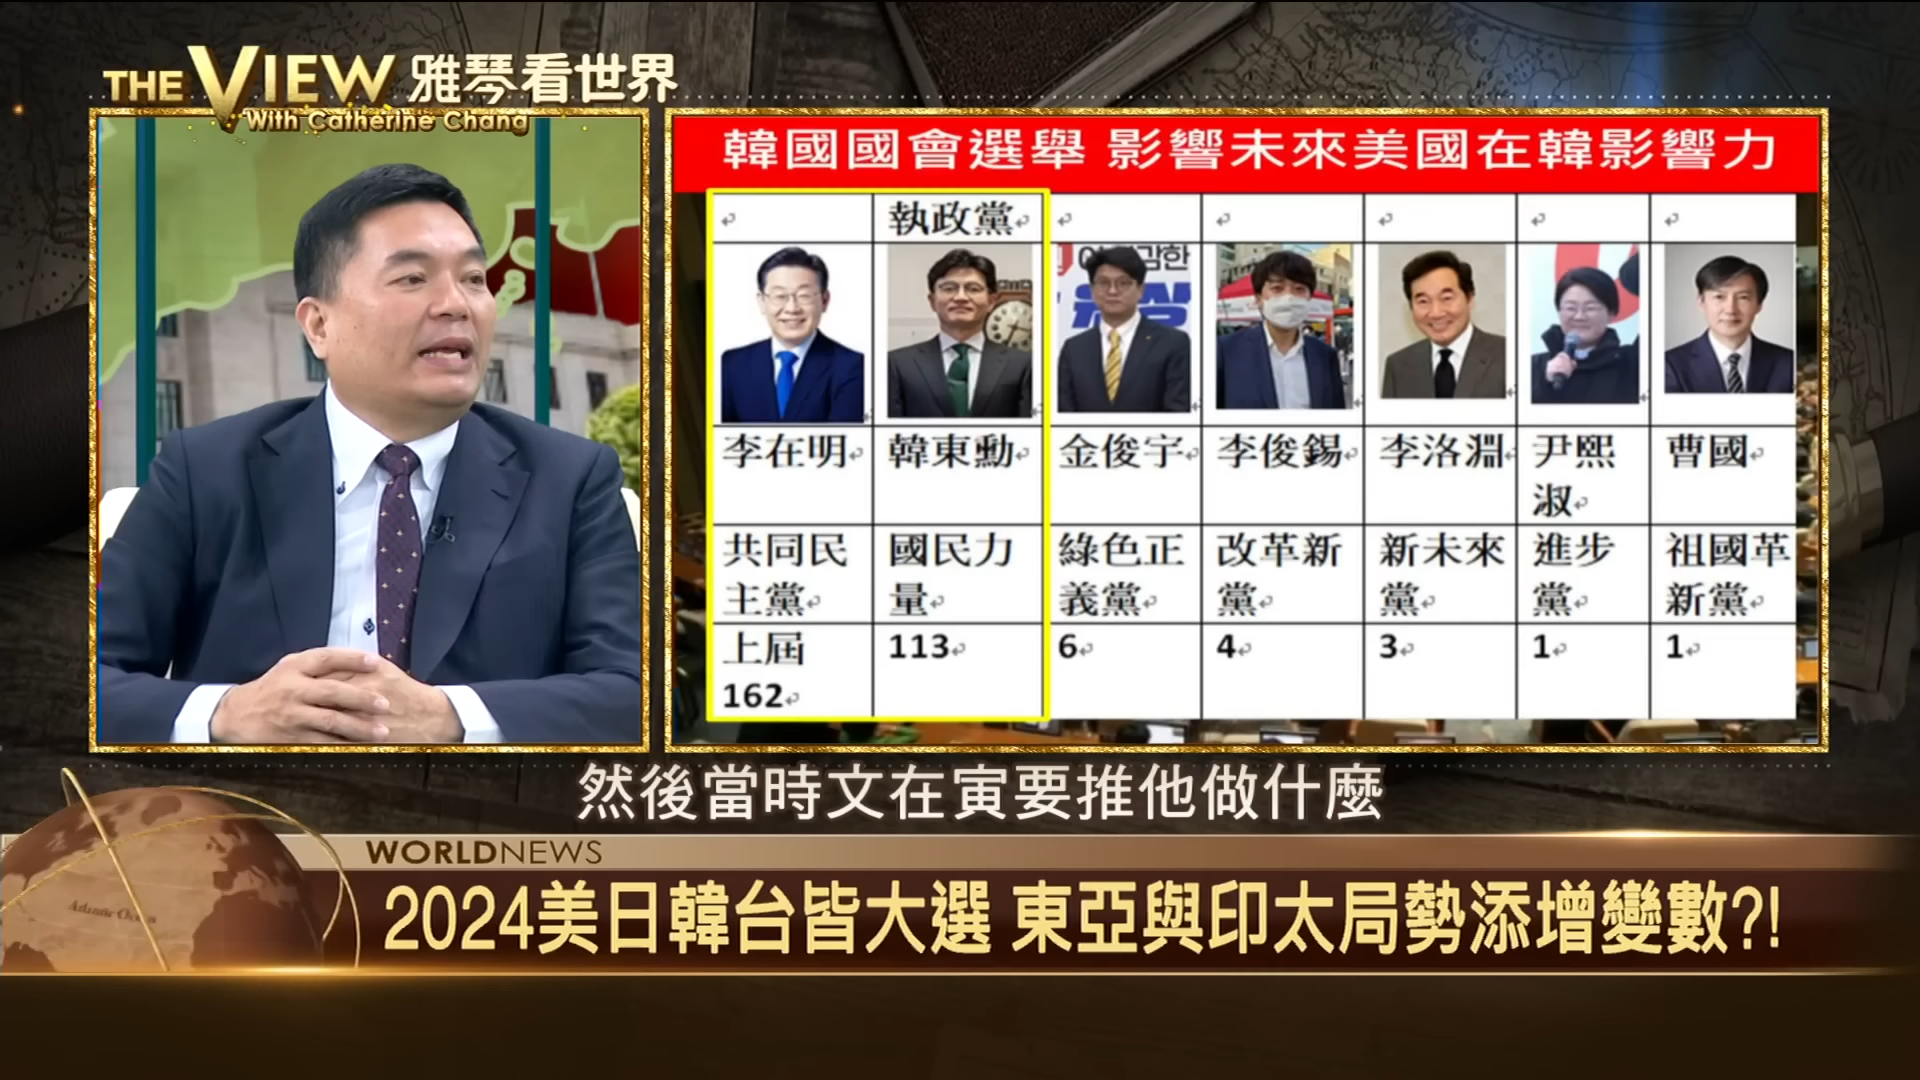 THE VIEW 雅琴看世界
With Catherine Chang
韓國國會選舉 影響未來美國在韓影響力
執政黨
李在明 韓東勳 金俊宇 李俊錫 李洛淵 尹熙淑 曹國
共同民主黨 國民力量 綠色正義黨 改革新黨 新未來黨 進步黨 祖國革新黨
上屆162 113 6 4 3 1 1
然後當時文在寅要推他做什麼
WORLDNEWS
2024美日韓台皆大選 東亞與印太局勢添增變數?!